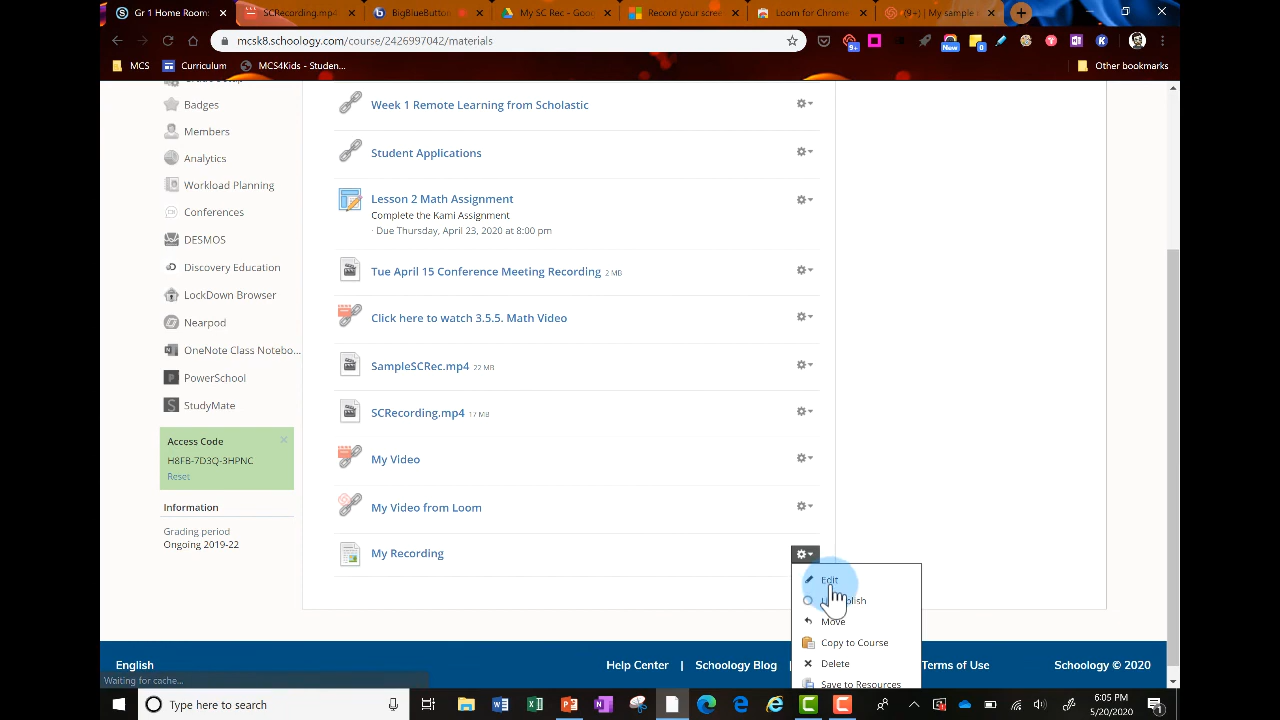 Gr 1 Home Room:
SCRecording.mp4
BigBlueButton
My SC Rec - Goog
Record your scree
Loom for Chrome
(9+) | My sample
mcsk8.schoology.com/course/2426997042/materials
9+
New
0
MCS
Curriculum
MCS4Kids - Studen...
Other bookmarks
Badges
Members
Analytics
Workload Planning
Conferences
DESMOS
Discovery Education
LockDown Browser
Nearpod
OneNote Class Notebo...
PowerSchool
StudyMate
Access Code
H8FB-7D3Q-3HPNC
Reset
Information
Grading period
Ongoing 2019-22
Week 1 Remote Learning from Scholastic
Student Applications
Lesson 2 Math Assignment
Complete the Kami Assignment
· Due Thursday, April 23, 2020 at 8:00 pm
Tue April 15 Conference Meeting Recording 2 MB
Click here to watch 3.5.5. Math Video
SampleSCRec.mp4 22 MB
SCRecording.mp4 17 MB
My Video
My Video from Loom
My Recording
Edit
Move
Copy to Course
Delete
Save to Resources
English
Help Center | Schoology Blog |
Terms of Use
Schoology © 2020
Waiting for cache...
Type here to search
6:05 PM
5/20/2020
1